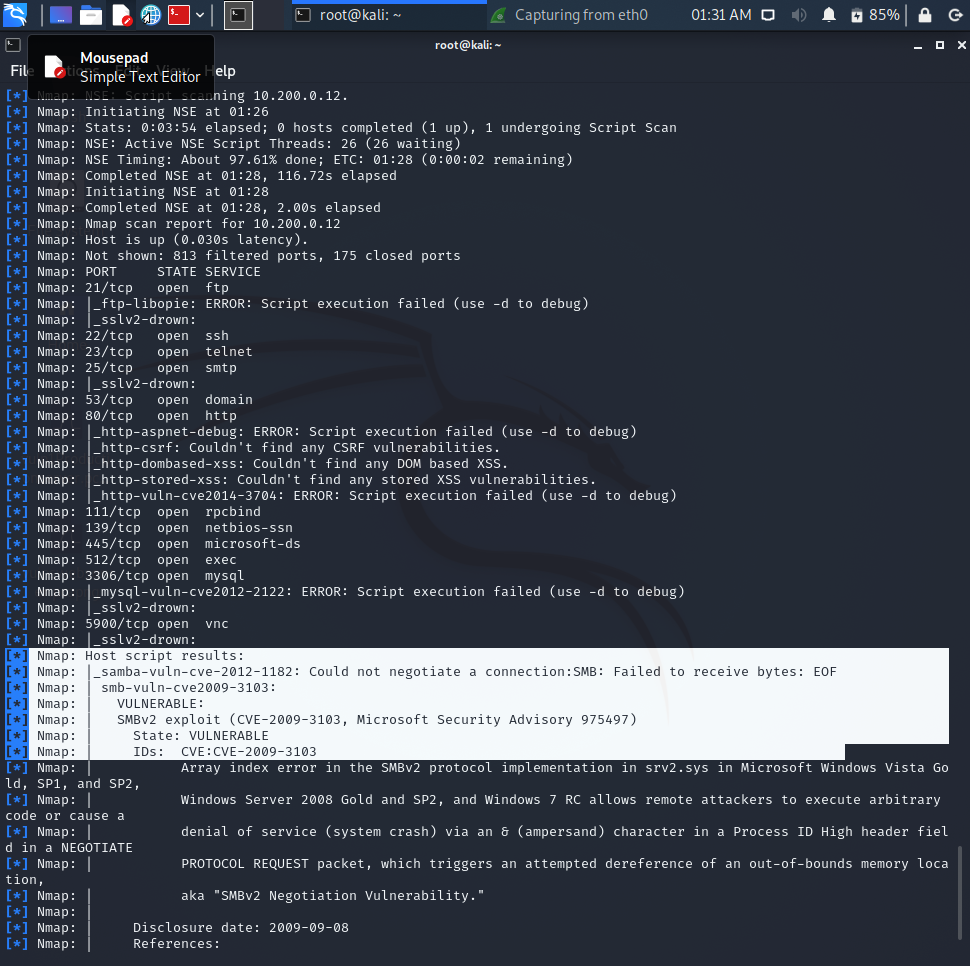 root@kali: ~
Capturing from eth0
01:31 AM
85%
root@kali: ~
File
View
Help
Mousepad
Simple Text Editor
[*] Nmap: NSE: Script scanning 10.200.0.12.
[*] Nmap: Initiating NSE at 01:26
[*] Nmap: Stats: 0:03:54 elapsed; 0 hosts completed (1 up), 1 undergoing Script Scan
[*] Nmap: NSE: Active NSE Script Threads: 26 (26 waiting)
[*] Nmap: NSE Timing: About 97.61% done; ETC: 01:28 (0:00:02 remaining)
[*] Nmap: Completed NSE at 01:28, 116.72s elapsed
[*] Nmap: Initiating NSE at 01:28
[*] Nmap: Completed NSE at 01:28, 2.00s elapsed
[*] Nmap: Nmap scan report for 10.200.0.12
[*] Nmap: Host is up (0.030s latency).
[*] Nmap: Not shown: 813 filtered ports, 175 closed ports
[*] Nmap: PORT     STATE SERVICE
[*] Nmap: 21/tcp   open  ftp
[*] Nmap: |_ftp-libopie: ERROR: Script execution failed (use -d to debug)
[*] Nmap: |_sslv2-drown:
[*] Nmap: 22/tcp   open  ssh
[*] Nmap: 23/tcp   open  telnet
[*] Nmap: 25/tcp   open  smtp
[*] Nmap: |_sslv2-drown:
[*] Nmap: 53/tcp   open  domain
[*] Nmap: 80/tcp   open  http
[*] Nmap: |_http-aspnet-debug: ERROR: Script execution failed (use -d to debug)
[*] Nmap: |_http-csrf: Couldn't find any CSRF vulnerabilities.
[*] Nmap: |_http-dombased-xss: Couldn't find any DOM based XSS.
[*] Nmap: |_http-stored-xss: Couldn't find any stored XSS vulnerabilities.
[*] Nmap: |_http-vuln-cve2014-3704: ERROR: Script execution failed (use -d to debug)
[*] Nmap: 111/tcp  open  rpcbind
[*] Nmap: 139/tcp  open  netbios-ssn
[*] Nmap: 445/tcp  open  microsoft-ds
[*] Nmap: 512/tcp  open  exec
[*] Nmap: 3306/tcp open  mysql
[*] Nmap: |_mysql-vuln-cve2012-2122: ERROR: Script execution failed (use -d to debug)
[*] Nmap: |_sslv2-drown:
[*] Nmap: 5900/tcp open  vnc
[*] Nmap: |_sslv2-drown:
[*] Nmap: Host script results:
[*] Nmap: |_samba-vuln-cve-2012-1182: Could not negotiate a connection:SMB: Failed to receive bytes: EOF
[*] Nmap: | smb-vuln-cve2009-3103:
[*] Nmap: |   VULNERABLE:
[*] Nmap: |   SMBv2 exploit (CVE-2009-3103, Microsoft Security Advisory 975497)
[*] Nmap: |     State: VULNERABLE
[*] Nmap: |     IDs:  CVE:CVE-2009-3103
[*] Nmap: |           Array index error in the SMBv2 protocol implementation in srv2.sys in Microsoft Windows Vista Go
ld, SP1, and SP2,
[*] Nmap: |           Windows Server 2008 Gold and SP2, and Windows 7 RC allows remote attackers to execute arbitrary
code or cause a
[*] Nmap: |           denial of service (system crash) via an & (ampersand) character in a Process ID High header fiel
d in a NEGOTIATE
[*] Nmap: |           PROTOCOL REQUEST packet, which triggers an attempted dereference of an out-of-bounds memory loca
tion,
[*] Nmap: |           aka "SMBv2 Negotiation Vulnerability."
[*] Nmap: |
[*] Nmap: |     Disclosure date: 2009-09-08
[*] Nmap: |     References: